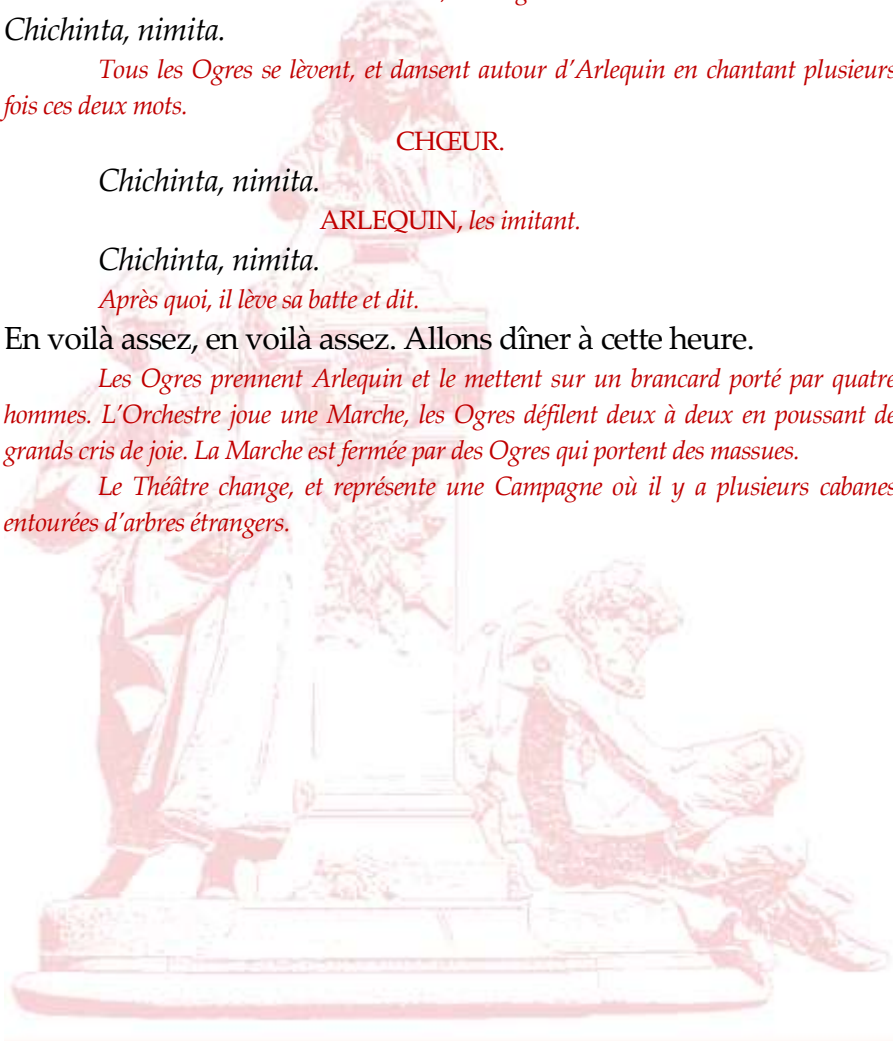 Chichinta, nimita.
Tous les Ogres se lèvent, et dansent autour d’Arlequin en chantant plusieurs
fois ces deux mots.
CHŒUR.
Chichinta, nimita.
ARLEQUIN, les imitant.
Chichinta, nimita.
Après quoi, il lève sa batte et dit.
En voilà assez, en voilà assez. Allons dîner à cette heure.
Les Ogres prennent Arlequin et le mettent sur un brancard porté par quatre
hommes. L’Orchestre joue une Marche, les Ogres défilent deux à deux en poussant de
grands cris de joie. La Marche est fermée par des Ogres qui portent des massues.
Le Théâtre change, et représente une Campagne où il y a plusieurs cabanes
entourées d’arbres étrangers.